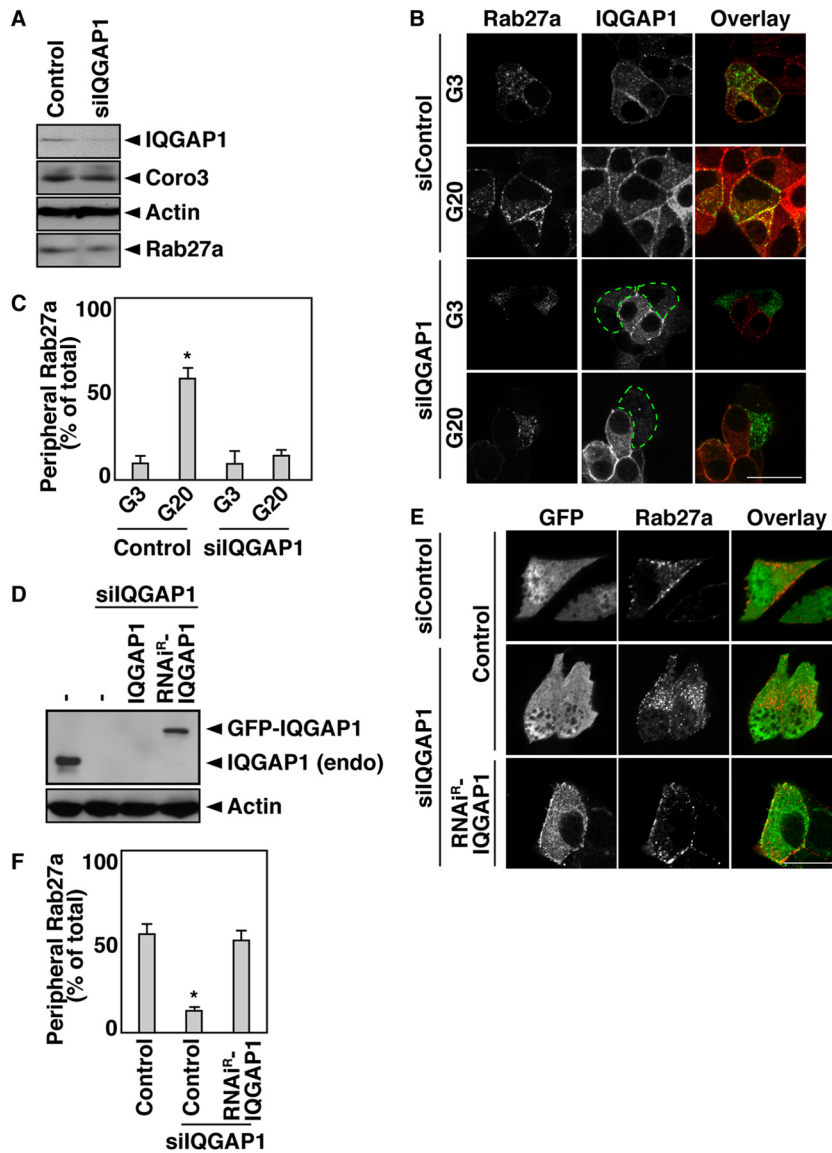 A
Control
siIQGAP1
IQGAP1
Coro3
Actin
Rab27a
B
Rab27a IQGAP1 Overlay
siControl
G3
G20
siIQGAP1
G3
G20
C
Peripheral Rab27a
(% of total)
100
50
0
*
G3 G20 G3 G20
Control siIQGAP1
D
siIQGAP1
- - IQGAP1 RNAiᴿ-
IQGAP1
GFP-IQGAP1
IQGAP1 (endo)
Actin
E
GFP Rab27a Overlay
siControl
siIQGAP1
Control
RNAiᴿ-
IQGAP1
F
Peripheral Rab27a
(% of total)
100
50
0
*
Control Control RNAiᴿ-
IQGAP1
siIQGAP1